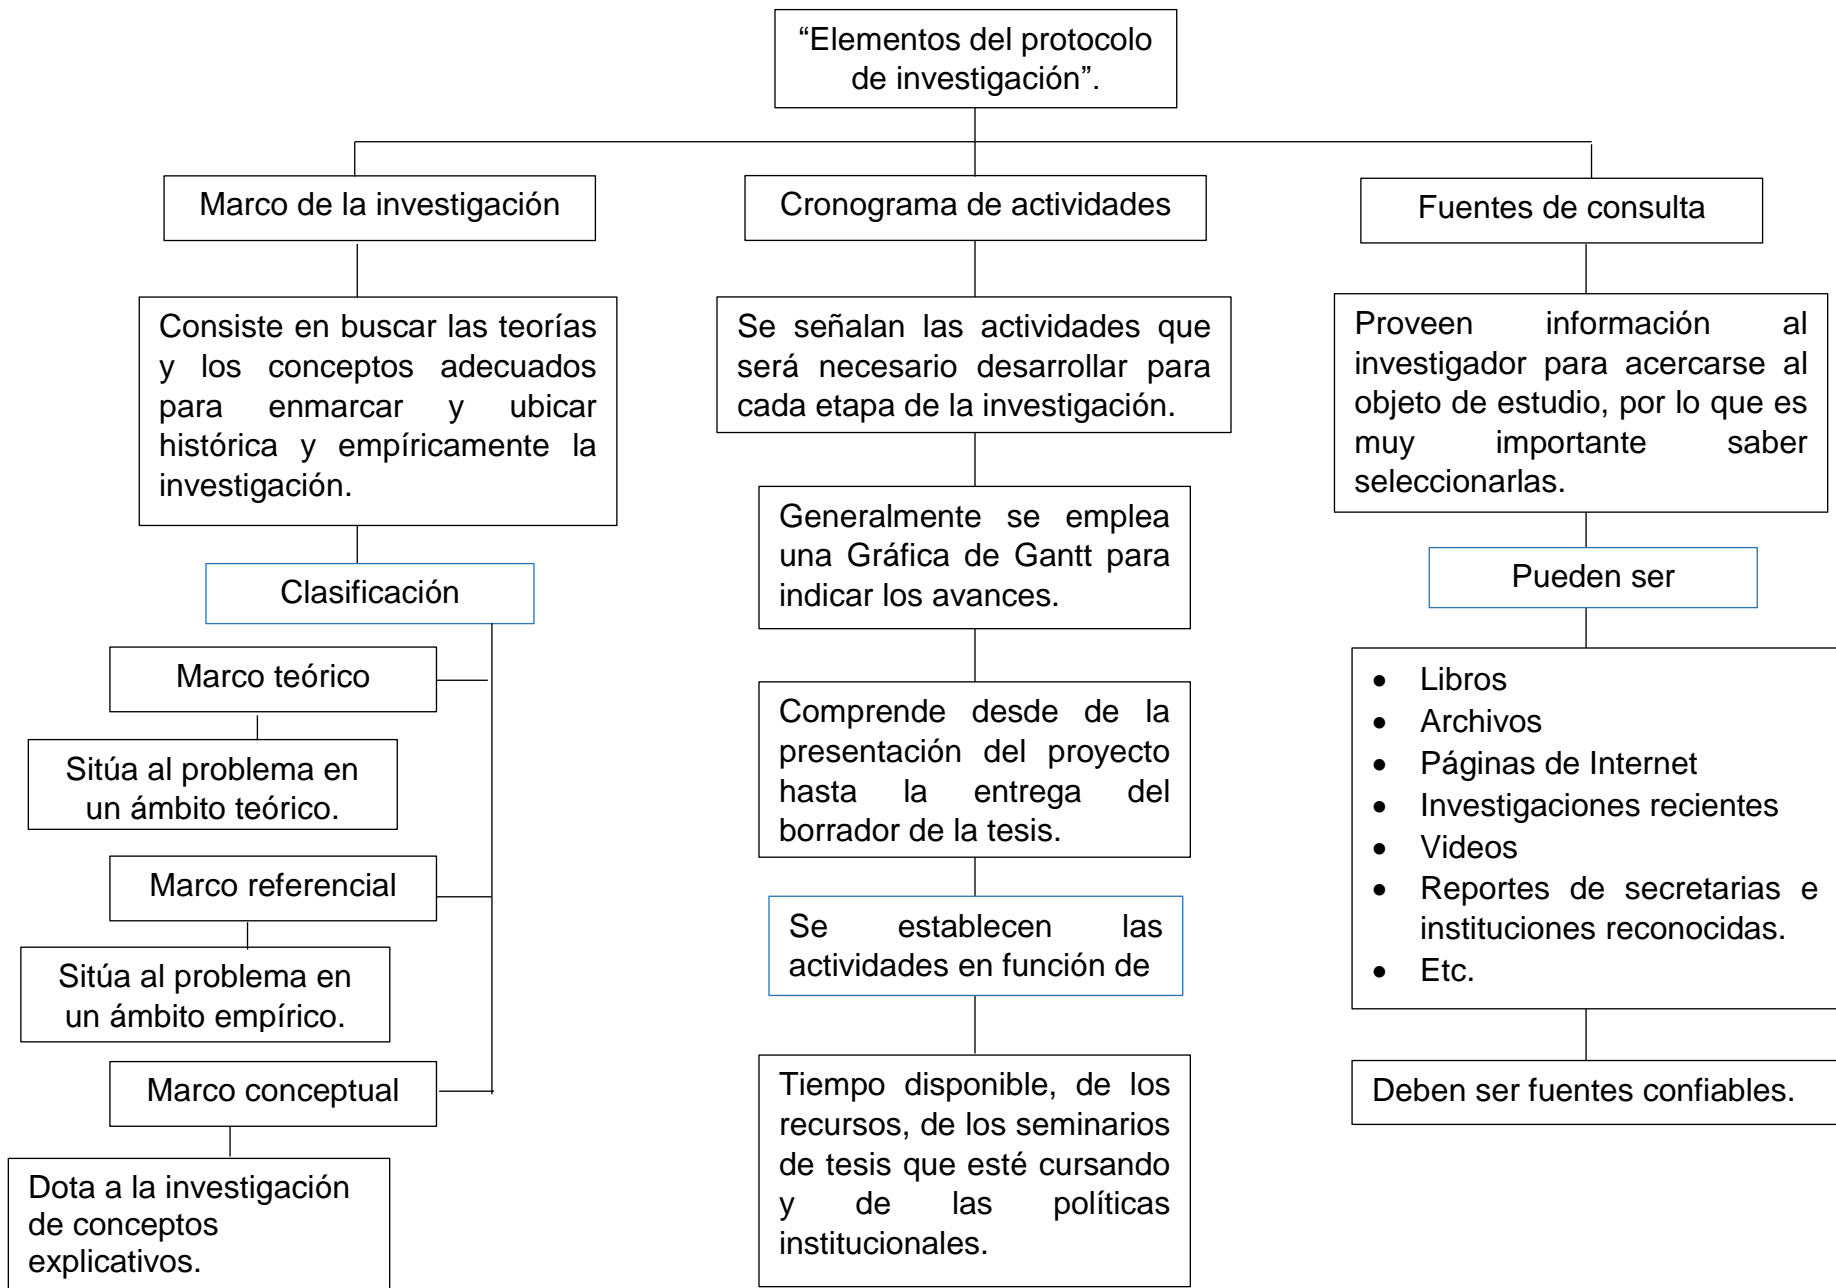 “Elementos del protocolo
de investigación”.
Marco de la investigación
Consiste en buscar las teorías
y los conceptos adecuados
para enmarcar y ubicar
histórica y empíricamente la
investigación.
Clasificación
Marco teórico
Sitúa al problema en
un ámbito teórico.
Marco referencial
Sitúa al problema en
un ámbito empírico.
Marco conceptual
Dota a la investigación
de conceptos
explicativos.
Cronograma de actividades
Se señalan las actividades que
será necesario desarrollar para
cada etapa de la investigación.
Generalmente se emplea
una Gráfica de Gantt para
indicar los avances.
Comprende desde de la
presentación del proyecto
hasta la entrega del
borrador de la tesis.
Se establecen las
actividades en función de
Tiempo disponible, de los
recursos, de los seminarios
de tesis que esté cursando
y de las políticas
institucionales.
Fuentes de consulta
Proveen información al
investigador para acercarse al
objeto de estudio, por lo que es
muy importante saber
seleccionarlas.
Pueden ser
• Libros
• Archivos
• Páginas de Internet
• Investigaciones recientes
• Videos
• Reportes de secretarias e
instituciones reconocidas.
• Etc.
Deben ser fuentes confiables.